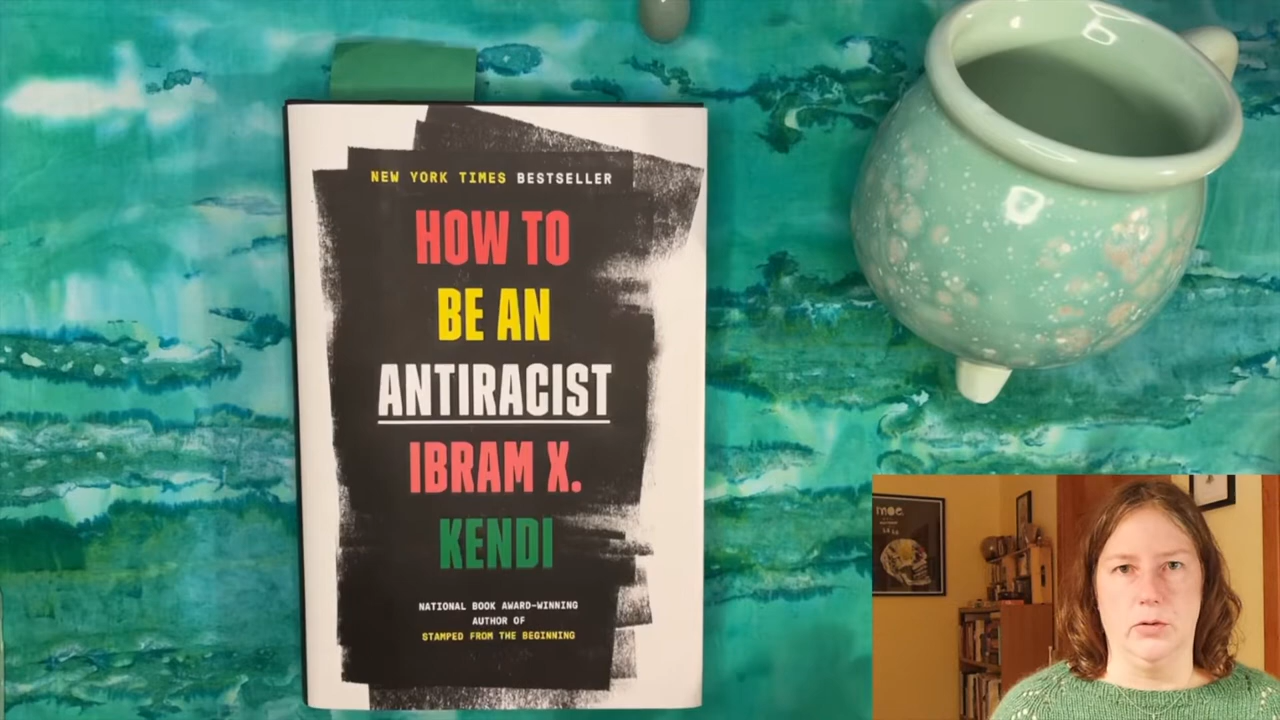 NEW YORK TIMES BESTSELLER
HOW TO
BE AN
ANTIRACIST
IBRAM X.
KENDI
NATIONAL BOOK AWARD-WINNING
AUTHOR OF
STAMPED FROM THE BEGINNING
moe.